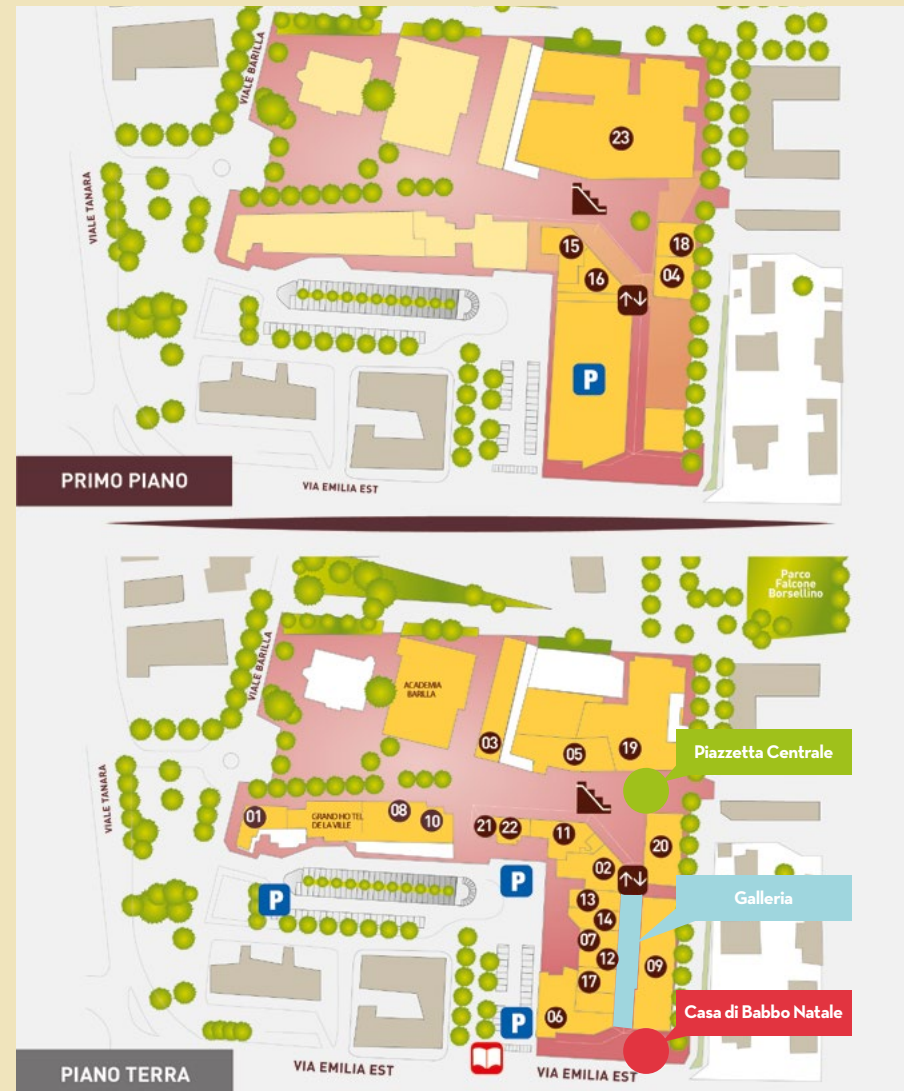 VIALE BARILLA
23
VIALE TANARA
15
18
16
04
P
PRIMO PIANO
VIA EMILIA EST
Parco
Falcone
Borsellino
VIALE BARILLA
ACADEMIA
BARILLA
03
05
19
Piazzetta Centrale
VIALE TANARA
01
GRAND HOTEL
DE LA VILLE
08
10
21
22
11
20
02
P
P
13
Galleria
14
07
12
09
17
06
P
Casa di Babbo Natale
PIANO TERRA
VIA EMILIA EST
VIA EMILIA EST